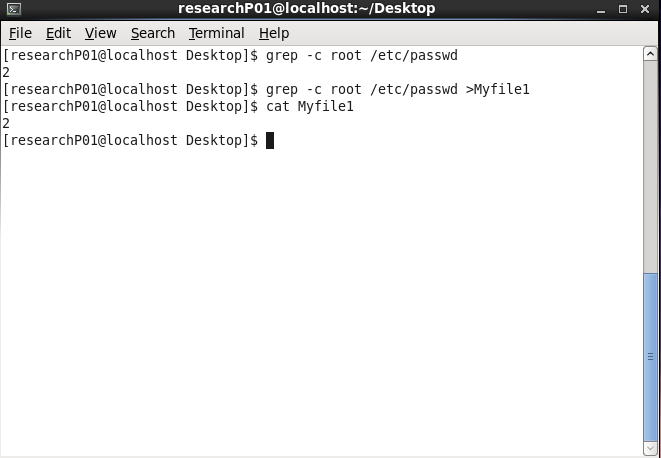 researchP01@localhost:~/Desktop
File Edit View Search Terminal Help
[researchP01@localhost Desktop]$ grep -c root /etc/passwd
2
[researchP01@localhost Desktop]$ grep -c root /etc/passwd >Myfile1
[researchP01@localhost Desktop]$ cat Myfile1
2
[researchP01@localhost Desktop]$